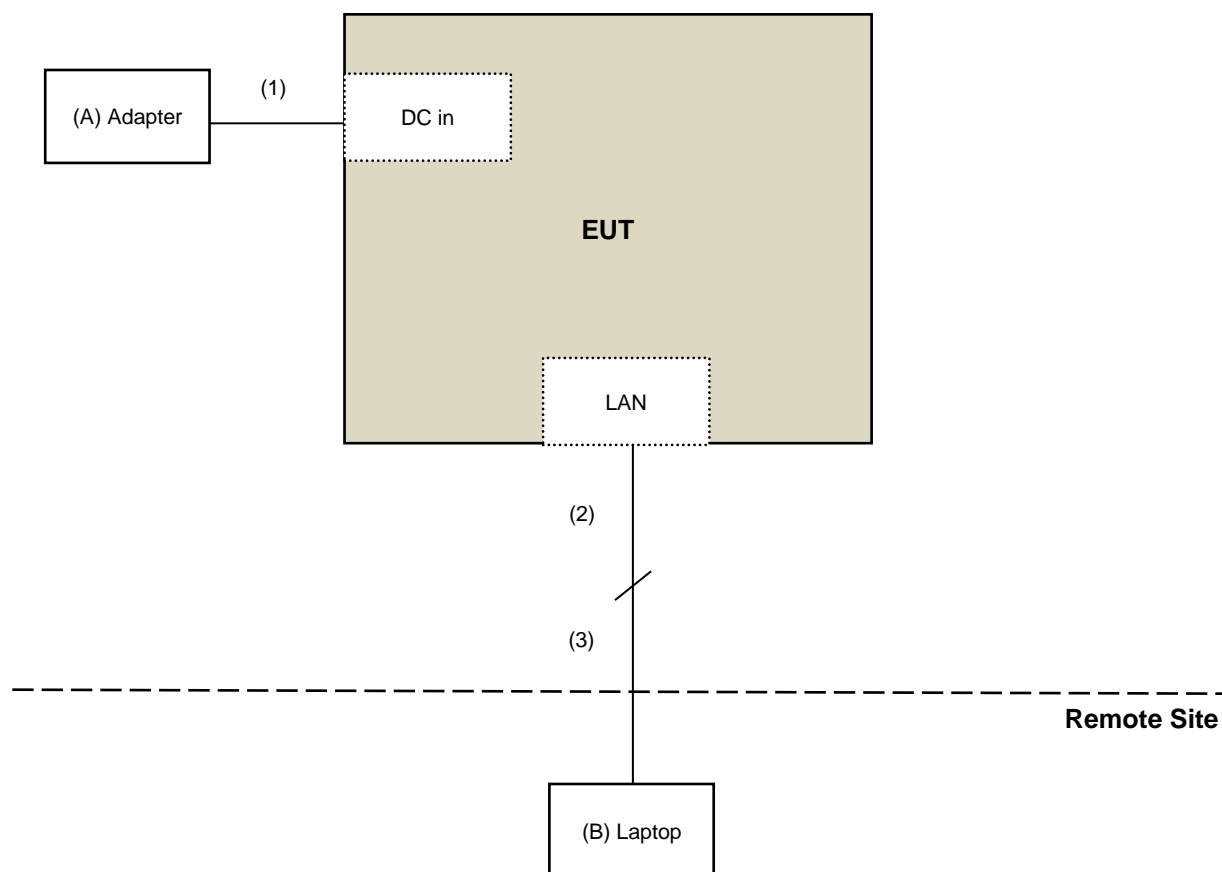 (1)
(A) Adapter
DC in
EUT
LAN
(2)
(3)
Remote Site
(B) Laptop